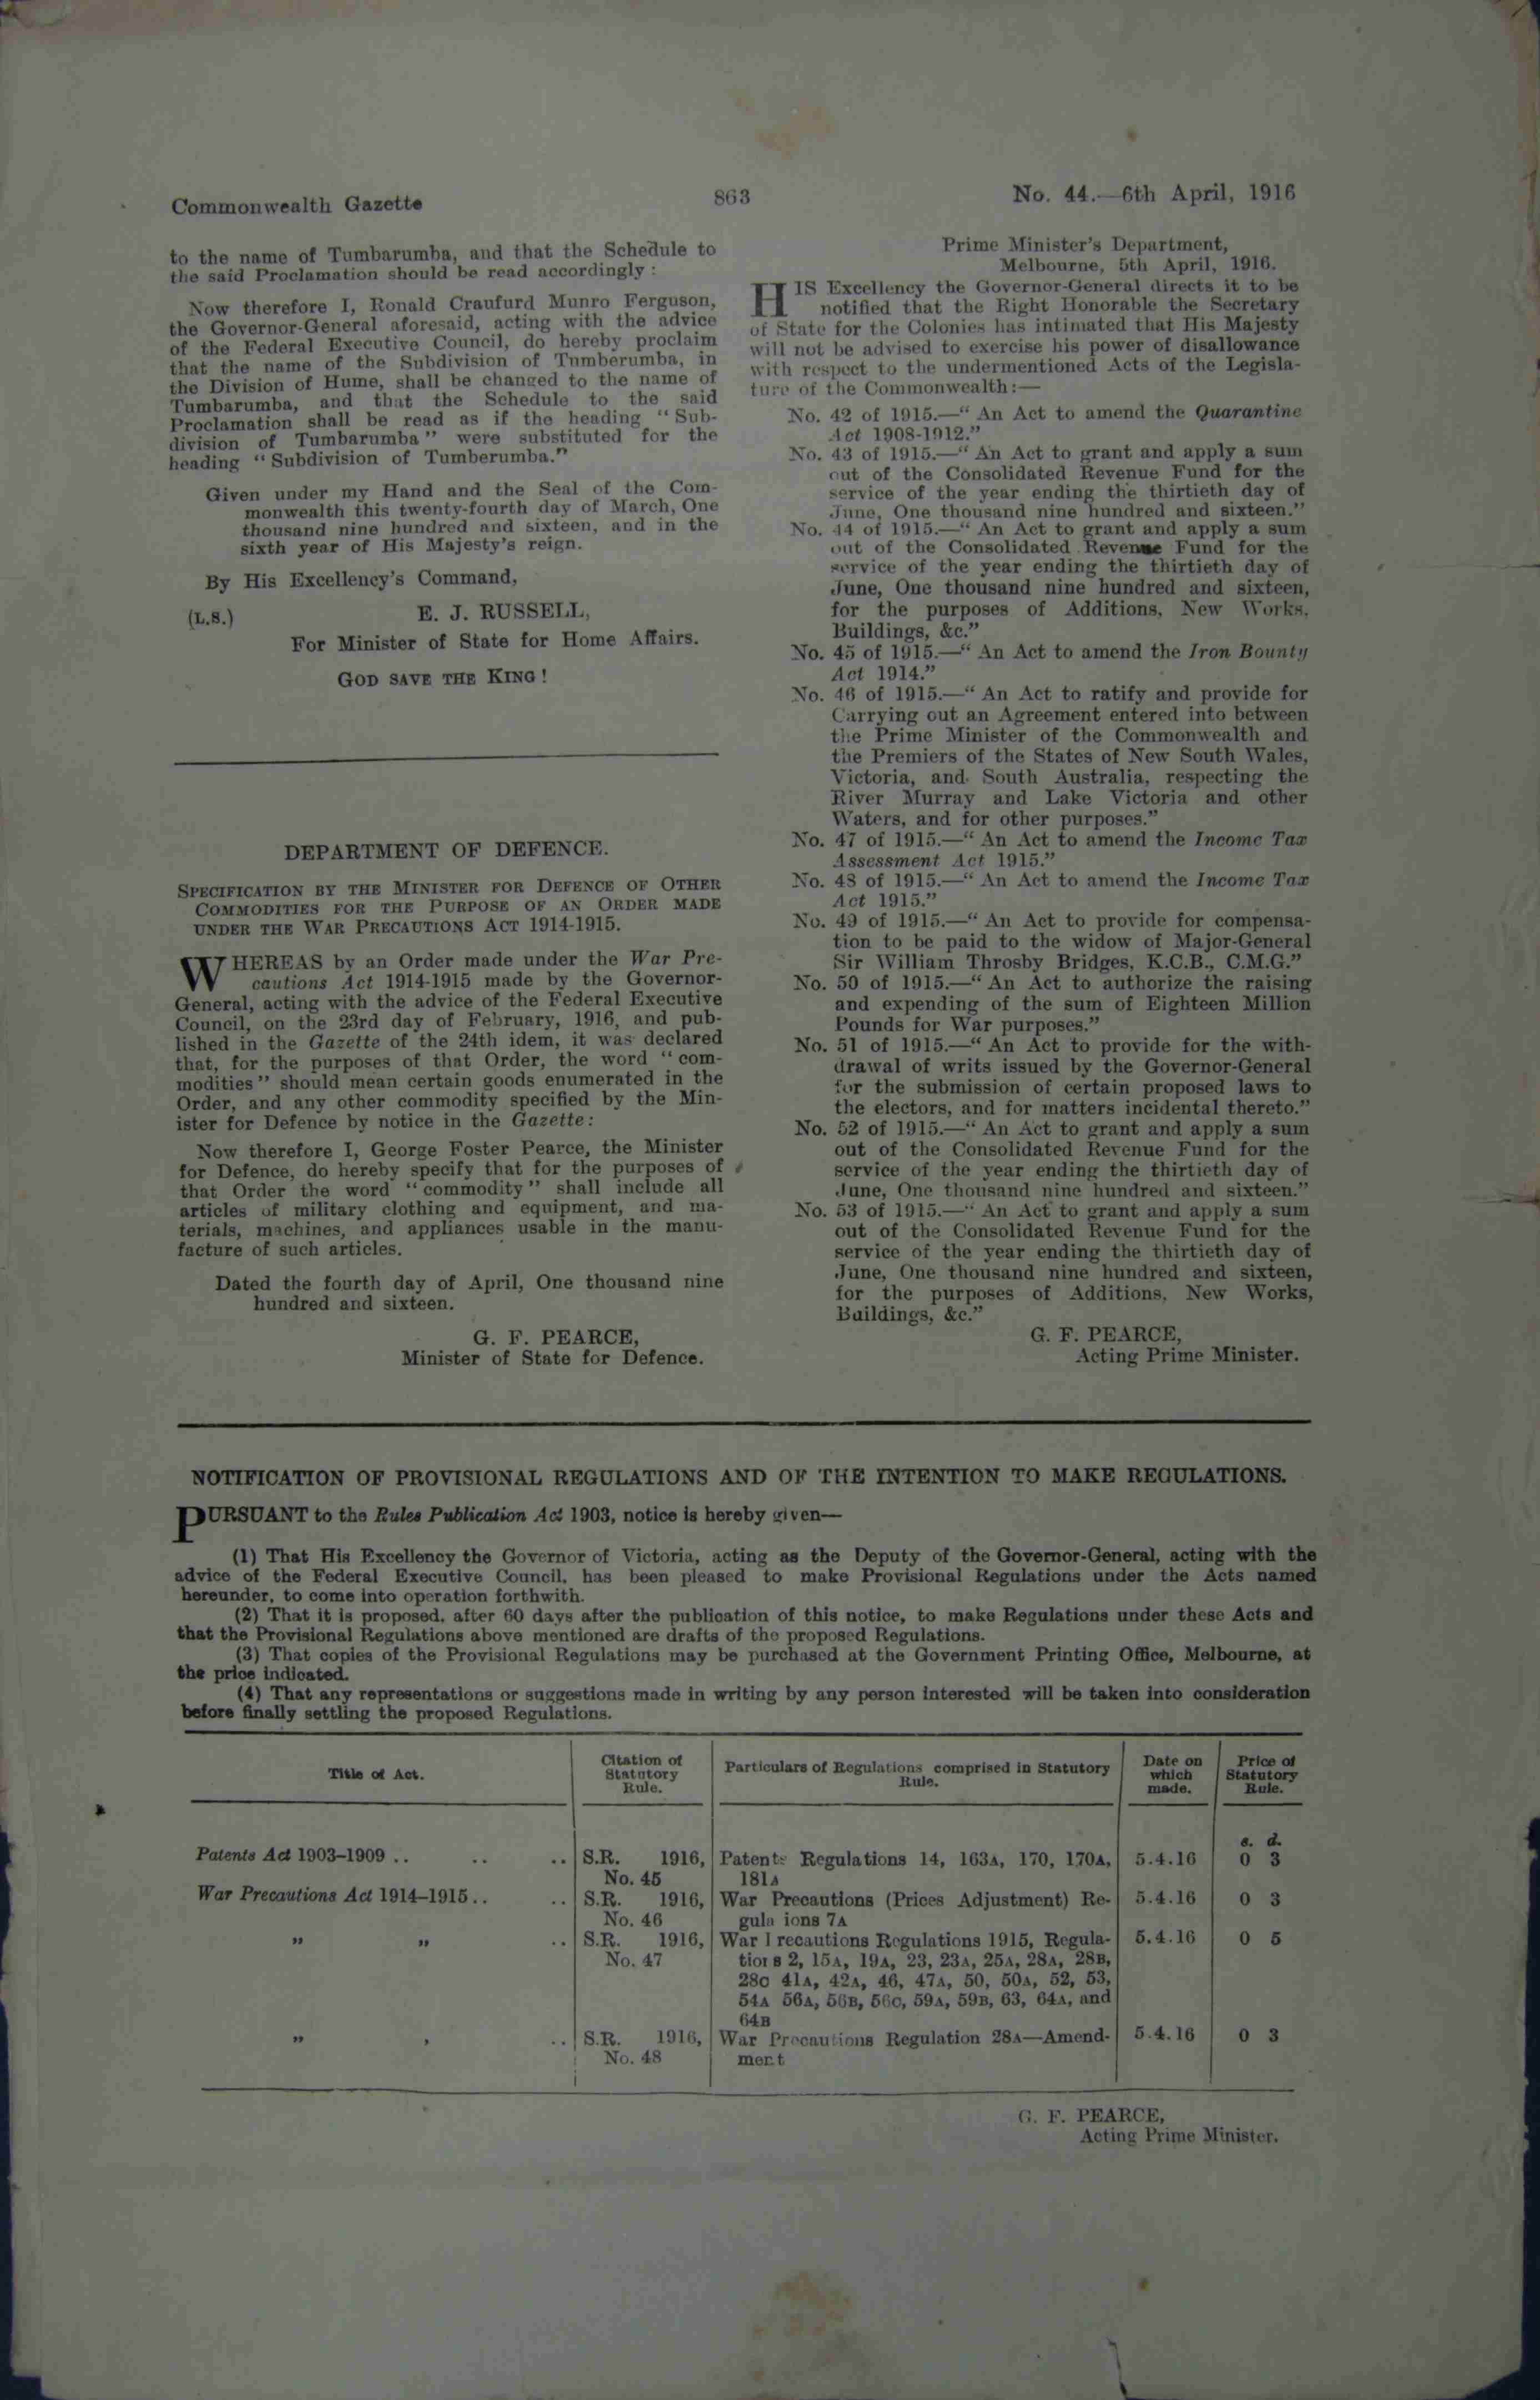 Commonwealth Gazette
863
No. 44.—6th April, 1916
to the name of Tumbarumba, and that the Schedule to
the said Proclamation should be read accordingly:
Now therefore I, Ronald Craufurd Munro Ferguson,
the Governor-General aforesaid, acting with the advice
of the Federal Executive Council, do hereby proclaim
that the name of the Subdivision of Tumberumba, in
the Division of Hume, shall be changed to the name of
Tumbarumba, and that the Schedule to the said
Proclamation shall be read as if the heading “Sub-
division of Tumbarumba” were substituted for the
heading “Subdivision of Tumberumba.”
Given under my Hand and the Seal of the Com-
monwealth this twenty-fourth day of March, One
thousand nine hundred and sixteen, and in the
sixth year of His Majesty's reign.
By His Excellency's Command,
(L.S.)
E. J. RUSSELL,
For Minister of State for Home Affairs.
GOD SAVE THE KING!
DEPARTMENT OF DEFENCE.
SPECIFICATION BY THE MINISTER FOR DEFENCE OF OTHER
COMMODITIES FOR THE PURPOSE OF AN ORDER MADE
UNDER THE WAR PRECAUTIONS ACT 1914-1915.
WHEREAS by an Order made under the War Pre-
cautions Act 1914-1915 made by the Governor-
General, acting with the advice of the Federal Executive
Council, on the 23rd day of February, 1916, and pub-
lished in the Gazette of the 24th idem, it was declared
that, for the purposes of that Order, the word “com-
modities” should mean certain goods enumerated in the
Order, and any other commodity specified by the Min-
ister for Defence by notice in the Gazette:
Now therefore I, George Foster Pearce, the Minister
for Defence, do hereby specify that for the purposes of
that Order the word “commodity” shall include all
articles of military clothing and equipment, and ma-
terials, machines, and appliances usable in the manu-
facture of such articles.
Dated the fourth day of April, One thousand nine
hundred and sixteen.
G. F. PEARCE,
Minister of State for Defence.
Prime Minister's Department,
Melbourne, 5th April, 1916.
HIS Excellency the Governor-General directs it to be
notified that the Right Honorable the Secretary
of State for the Colonies has intimated that His Majesty
will not be advised to exercise his power of disallowance
with respect to the undermentioned Acts of the Legisla-
ture of the Commonwealth:—
No. 42 of 1915.—“An Act to amend the Quarantine
Act 1908-1912.”
No. 43 of 1915.—“An Act to grant and apply a sum
out of the Consolidated Revenue Fund for the
service of the year ending the thirtieth day of
June, One thousand nine hundred and sixteen.”
No. 44 of 1915.—“An Act to grant and apply a sum
out of the Consolidated Revenue Fund for the
service of the year ending the thirtieth day of
June, One thousand nine hundred and sixteen,
for the purposes of Additions, New Works,
Buildings, &c.”
No. 45 of 1915.—“An Act to amend the Iron Bounty
Act 1914.”
No. 46 of 1915.—“An Act to ratify and provide for
Carrying out an Agreement entered into between
the Prime Minister of the Commonwealth and
the Premiers of the States of New South Wales,
Victoria, and South Australia, respecting the
River Murray and Lake Victoria and other
Waters, and for other purposes.”
No. 47 of 1915.—“An Act to amend the Income Tax
Assessment Act 1915.”
No. 48 of 1915.—“An Act to amend the Income Tax
Act 1915.”
No. 49 of 1915.—“An Act to provide for compensa-
tion to be paid to the widow of Major-General
Sir William Throsby Bridges, K.C.B., C.M.G.”
No. 50 of 1915.—“An Act to authorize the raising
and expending of the sum of Eighteen Million
Pounds for War purposes.”
No. 51 of 1915.—“An Act to provide for the with-
drawal of writs issued by the Governor-General
for the submission of certain proposed laws to
the electors, and for matters incidental thereto.”
No. 52 of 1915.—“An Act to grant and apply a sum
out of the Consolidated Revenue Fund for the
service of the year ending the thirtieth day of
June, One thousand nine hundred and sixteen.”
No. 53 of 1915.—“An Act to grant and apply a sum
out of the Consolidated Revenue Fund for the
service of the year ending the thirtieth day of
June, One thousand nine hundred and sixteen,
for the purposes of Additions, New Works,
Buildings, &c.”
G. F. PEARCE,
Acting Prime Minister.
NOTIFICATION OF PROVISIONAL REGULATIONS AND OF THE INTENTION TO MAKE REGULATIONS.
PURSUANT to the Rules Publication Act 1903, notice is hereby given—
(1) That His Excellency the Governor of Victoria, acting as the Deputy of the Governor-General, acting with the
advice of the Federal Executive Council, has been pleased to make Provisional Regulations under the Acts named
hereunder, to come into operation forthwith.
(2) That it is proposed, after 60 days after the publication of this notice, to make Regulations under these Acts and
that the Provisional Regulations above mentioned are drafts of the proposed Regulations.
(3) That copies of the Provisional Regulations may be purchased at the Government Printing Office, Melbourne, at
the price indicated.
(4) That any representations or suggestions made in writing by any person interested will be taken into consideration
before finally settling the proposed Regulations.
Title of Act.
Citation of
Statutory
Rule.
Particulars of Regulations comprised in Statutory
Rule.
Date on
which
made.
Price of
Statutory
Rule.
s. d.
Patents Act 1903–1909 .. .. .. S.R. 1916, Patents Regulations 14, 163A, 170, 170A, 5.4.16 0 3
No. 45 181A
War Precautions Act 1914–1915 .. .. S.R. 1916, War Precautions (Prices Adjustment) Re- 5.4.16 0 3
No. 46 gula ions 7A
” ” .. S.R. 1916, War Precautions Regulations 1915, Regula- 5.4.16 0 5
No. 47 tions 2, 15A, 19A, 23, 23A, 25A, 28A, 28B,
28C 41A, 42A, 46, 47A, 50, 50A, 52, 53,
54A 56A, 56B, 56C, 59A, 59B, 63, 64A, and
64B
” , .. S.R. 1916, War Precautions Regulation 28A—Amend- 5.4.16 0 3
No. 48 ment
G. F. PEARCE,
Acting Prime Minister.